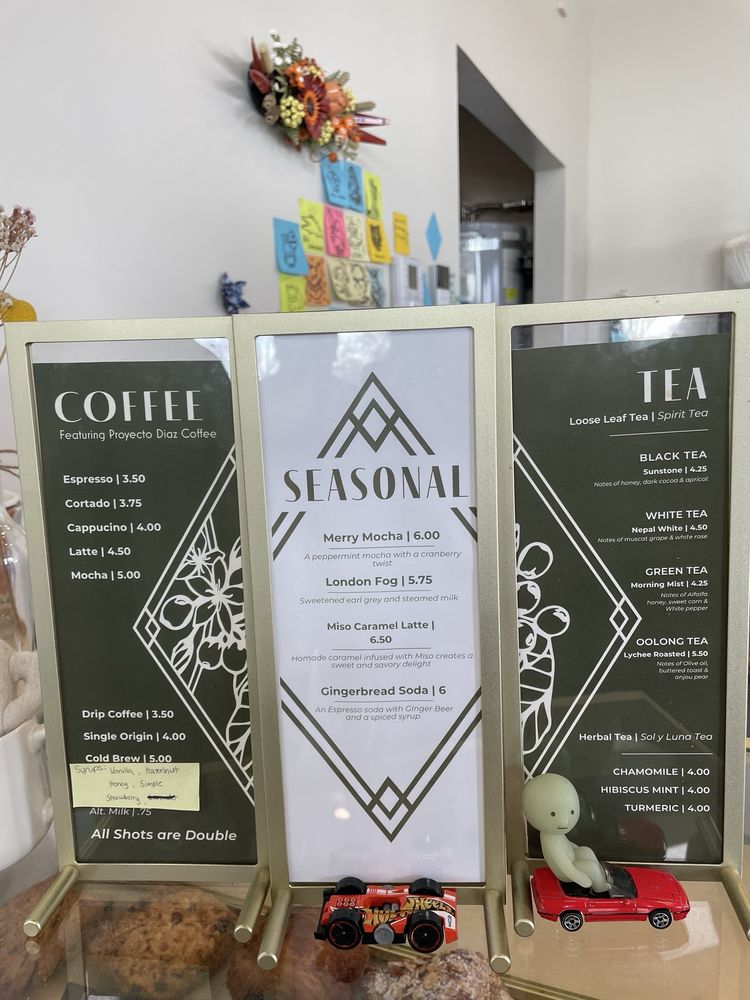 COFFEE
Featuring Proyecto Diaz Coffee
Espresso | 3.50
Cortado | 3.75
Cappucino | 4.00
Latte | 4.50
Mocha | 5.00
Drip Coffee | 3.50
Single Origin | 4.00
Cold Brew | 5.00
Syrups: Vanilla, Hazelnut
Honey, Simple
Strawberry,
Alt. Milk | .75
All Shots are Double
SEASONAL
Merry Mocha | 6.00
A peppermint mocha with a cranberry
twist
London Fog | 5.75
Sweetened earl grey and steamed milk
Miso Caramel Latte |
6.50
Homade caramel infused with Miso creates a
sweet and savory delight
Gingerbread Soda | 6
An Espresso soda with Ginger Beer
and a spiced syrup
TEA
Loose Leaf Tea | Spirit Tea
BLACK TEA
Sunstone | 4.25
Notes of honey, dark cocoa & apricot
WHITE TEA
Nepal White | 4.50
Notes of muscat grape & white rose
GREEN TEA
Morning Mist | 4.25
Notes of Alfalfa
honey, sweet corn &
White pepper
OOLONG TEA
Lychee Roasted | 5.50
Notes of Olive oil,
buttered toast &
anjou pear
Herbal Tea | Sol y Luna Tea
CHAMOMILE | 4.00
HIBISCUS MINT | 4.00
TURMERIC | 4.00
HOT WHEELS